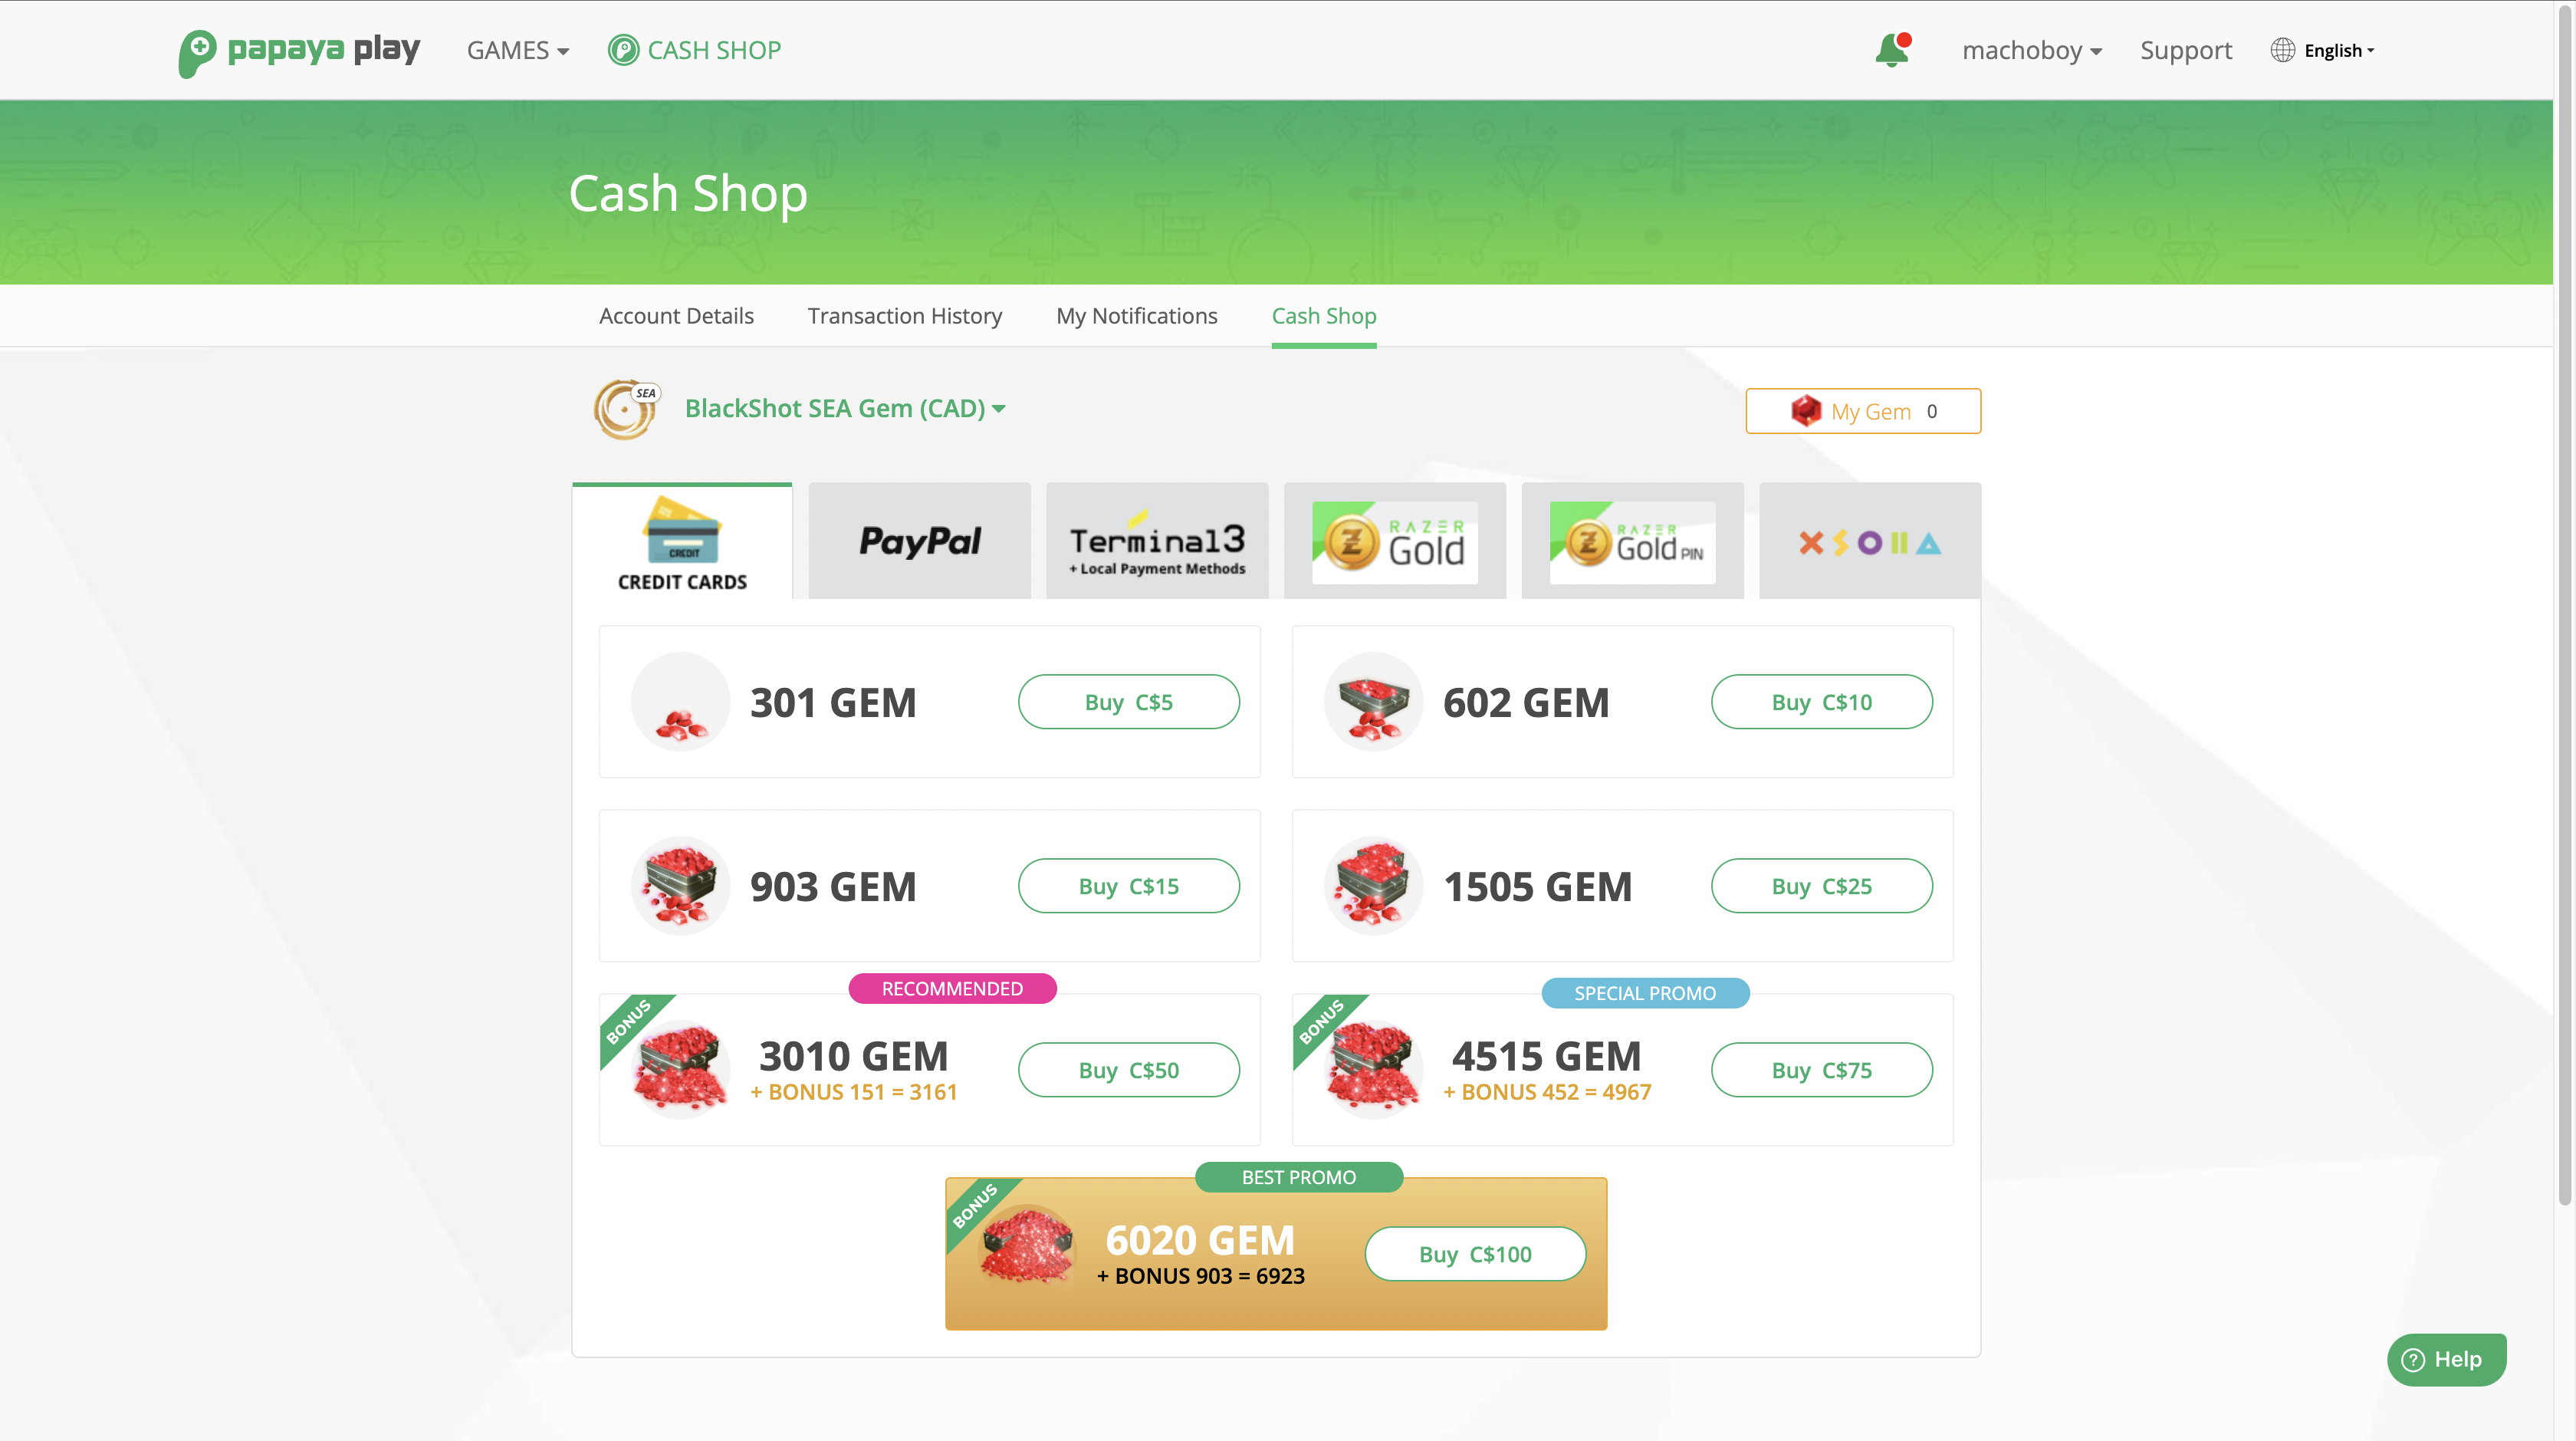 papaya play
GAMES
CASH SHOP
machoboy
Support
English
Cash Shop
Account Details
Transaction History
My Notifications
Cash Shop
SEA
BlackShot SEA Gem (CAD)
My Gem 0
CREDIT
CREDIT CARDS
PayPal
Terminal3
+ Local Payment Methods
RAZER
Gold
RAZER
Gold PIN
XSOLLA
301 GEM
Buy C$5
602 GEM
Buy C$10
903 GEM
Buy C$15
1505 GEM
Buy C$25
RECOMMENDED
BONUS
3010 GEM
+ BONUS 151 = 3161
Buy C$50
SPECIAL PROMO
BONUS
4515 GEM
+ BONUS 452 = 4967
Buy C$75
BEST PROMO
BONUS
6020 GEM
+ BONUS 903 = 6923
Buy C$100
? Help